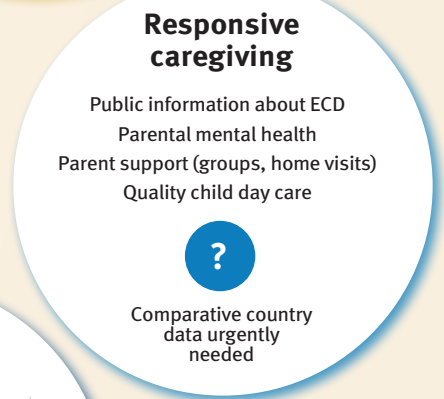 Responsive
caregiving
Public information about ECD
Parental mental health
Parent support (groups, home visits)
Quality child day care
?
Comparative country
data urgently
needed